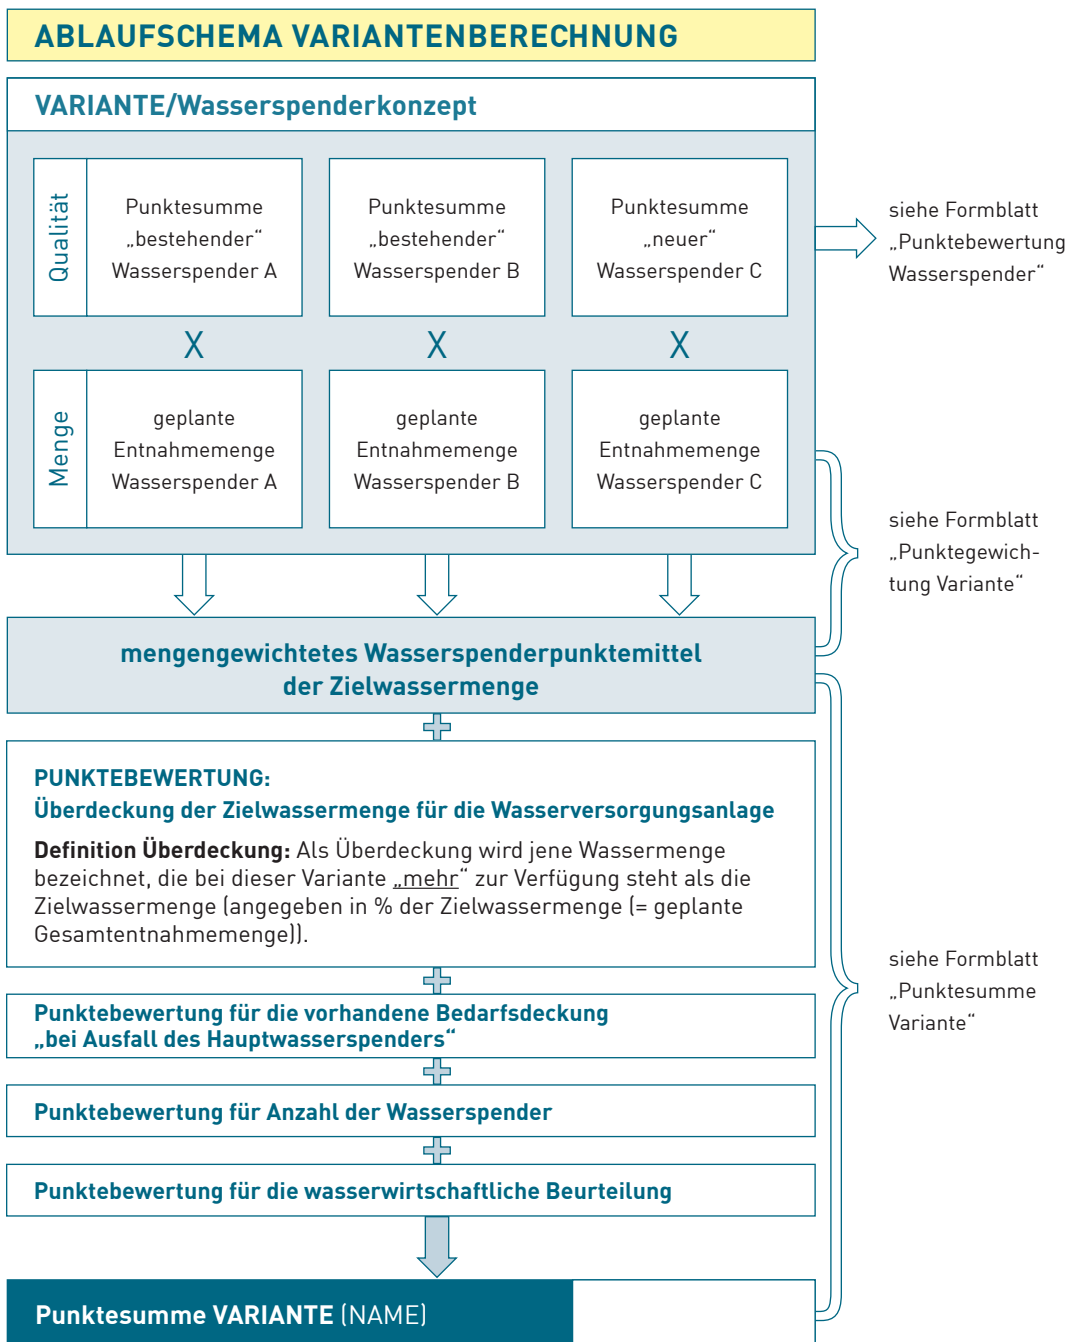 ABLAUFSCHEMA VARIANTENBERECHNUNG
VARIANTE/Wasserspenderkonzept
Qualität
Punktesumme
„bestehender“
Wasserspender A
Punktesumme
„bestehender“
Wasserspender B
Punktesumme
„neuer“
Wasserspender C
siehe Formblatt
„Punktebewertung
Wasserspender“
X
X
X
Menge
geplante
Entnahmemenge
Wasserspender A
geplante
Entnahmemenge
Wasserspender B
geplante
Entnahmemenge
Wasserspender C
siehe Formblatt
„Punktegewich-
tung Variante“
mengengewichtetes Wasserspenderpunktemittel
der Zielwassermenge
PUNKTEBEWERTUNG:
Überdeckung der Zielwassermenge für die Wasserversorgungsanlage
Definition Überdeckung: Als Überdeckung wird jene Wassermenge
bezeichnet, die bei dieser Variante „mehr“ zur Verfügung steht als die
Zielwassermenge (angegeben in % der Zielwassermenge (= geplante
Gesamtentnahmemenge)).
siehe Formblatt
„Punktesumme
Variante“
Punktebewertung für die vorhandene Bedarfsdeckung
„bei Ausfall des Hauptwasserspenders“
Punktebewertung für Anzahl der Wasserspender
Punktebewertung für die wasserwirtschaftliche Beurteilung
Punktesumme VARIANTE (NAME)